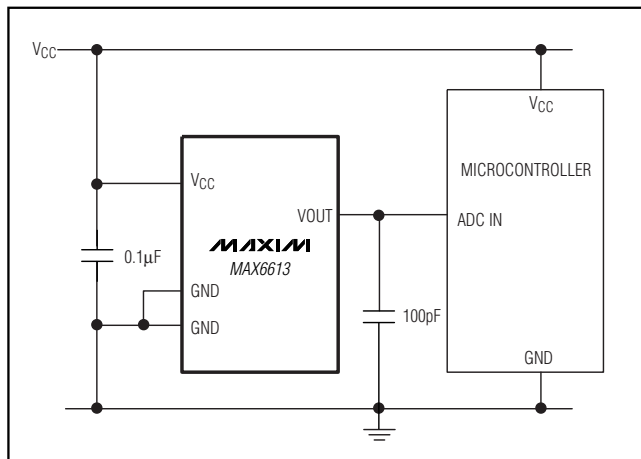 VCC
VCC
VCC
MICROCONTROLLER
VOUT
ADC IN
MAXIM
MAX6613
0.1µF
GND
GND
100pF
GND